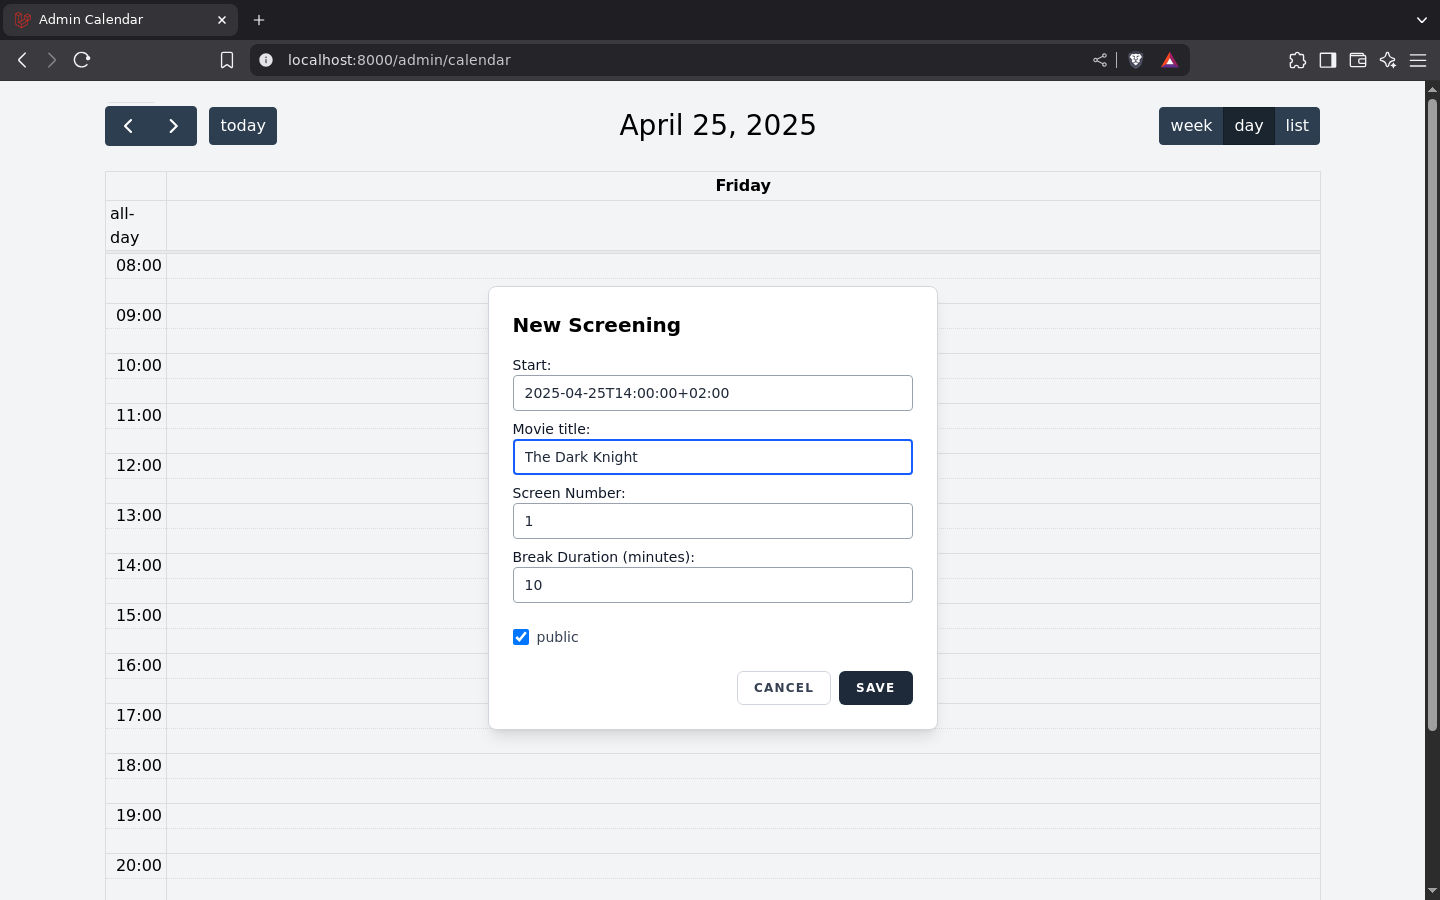 Admin Calendar
localhost:8000/admin/calendar
today
April 25, 2025
week day list
Friday
all-
day
08:00
09:00
10:00
11:00
12:00
13:00
14:00
15:00
16:00
17:00
18:00
19:00
20:00
New Screening
Start:
2025-04-25T14:00:00+02:00
Movie title:
The Dark Knight
Screen Number:
1
Break Duration (minutes):
10
public
CANCEL SAVE